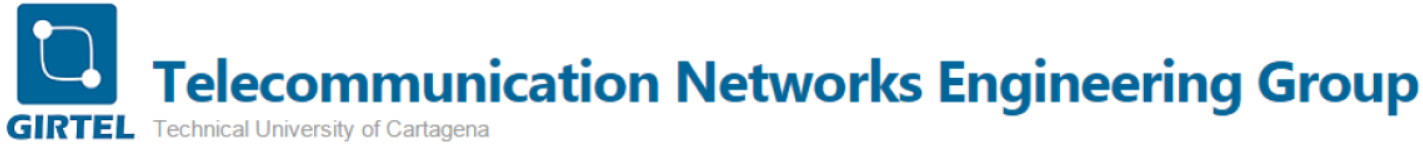 Telecommunication Networks Engineering Group
GIRTEL
Technical University of Cartagena